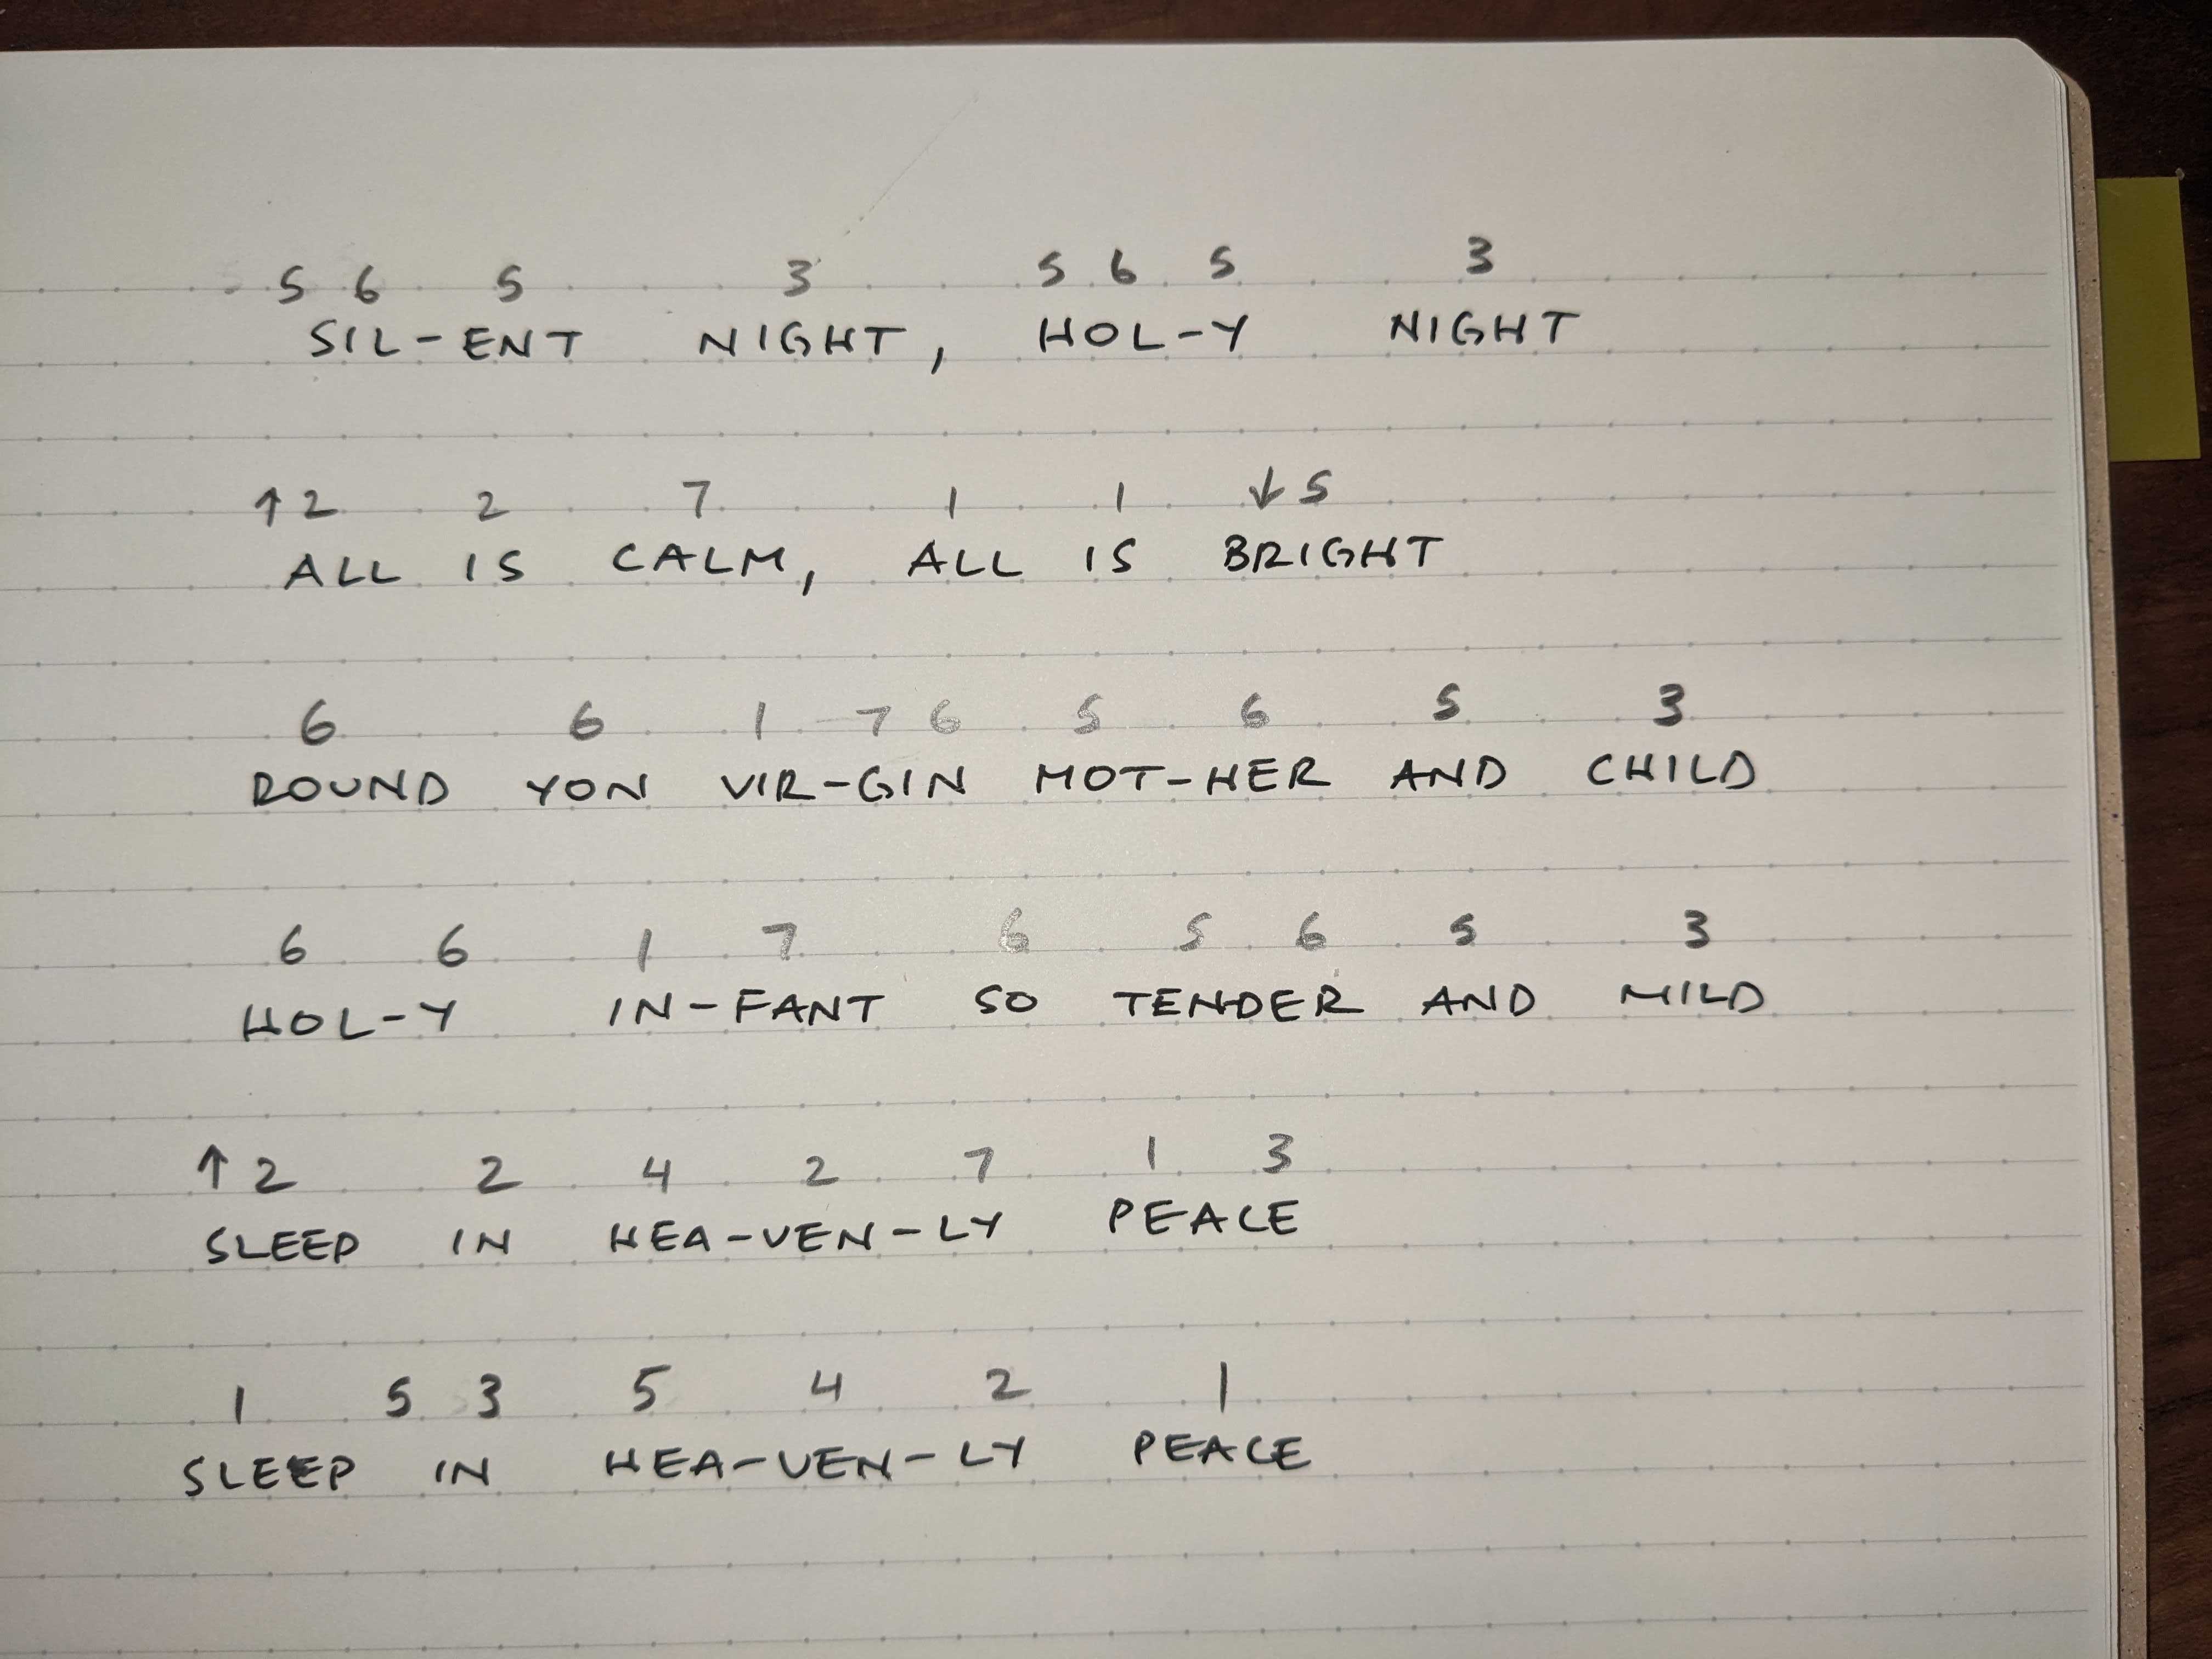 5 6 5 3 5 6 5 3
SIL-ENT NIGHT, HOL-Y NIGHT
↑2 2 7 1 1 ↓5
ALL IS CALM, ALL IS BRIGHT
6 6 1 7 6 5 6 5 3
ROUND YON VIR-GIN MOT-HER AND CHILD
6 6 1 7 6 5 6 5 3
HOL-Y IN-FANT SO TENDER AND MILD
↑2 2 4 2 7 1 3
SLEEP IN HEA-VEN-LY PEACE
1 5 3 5 4 2 1
SLEEP IN HEA-VEN-LY PEACE